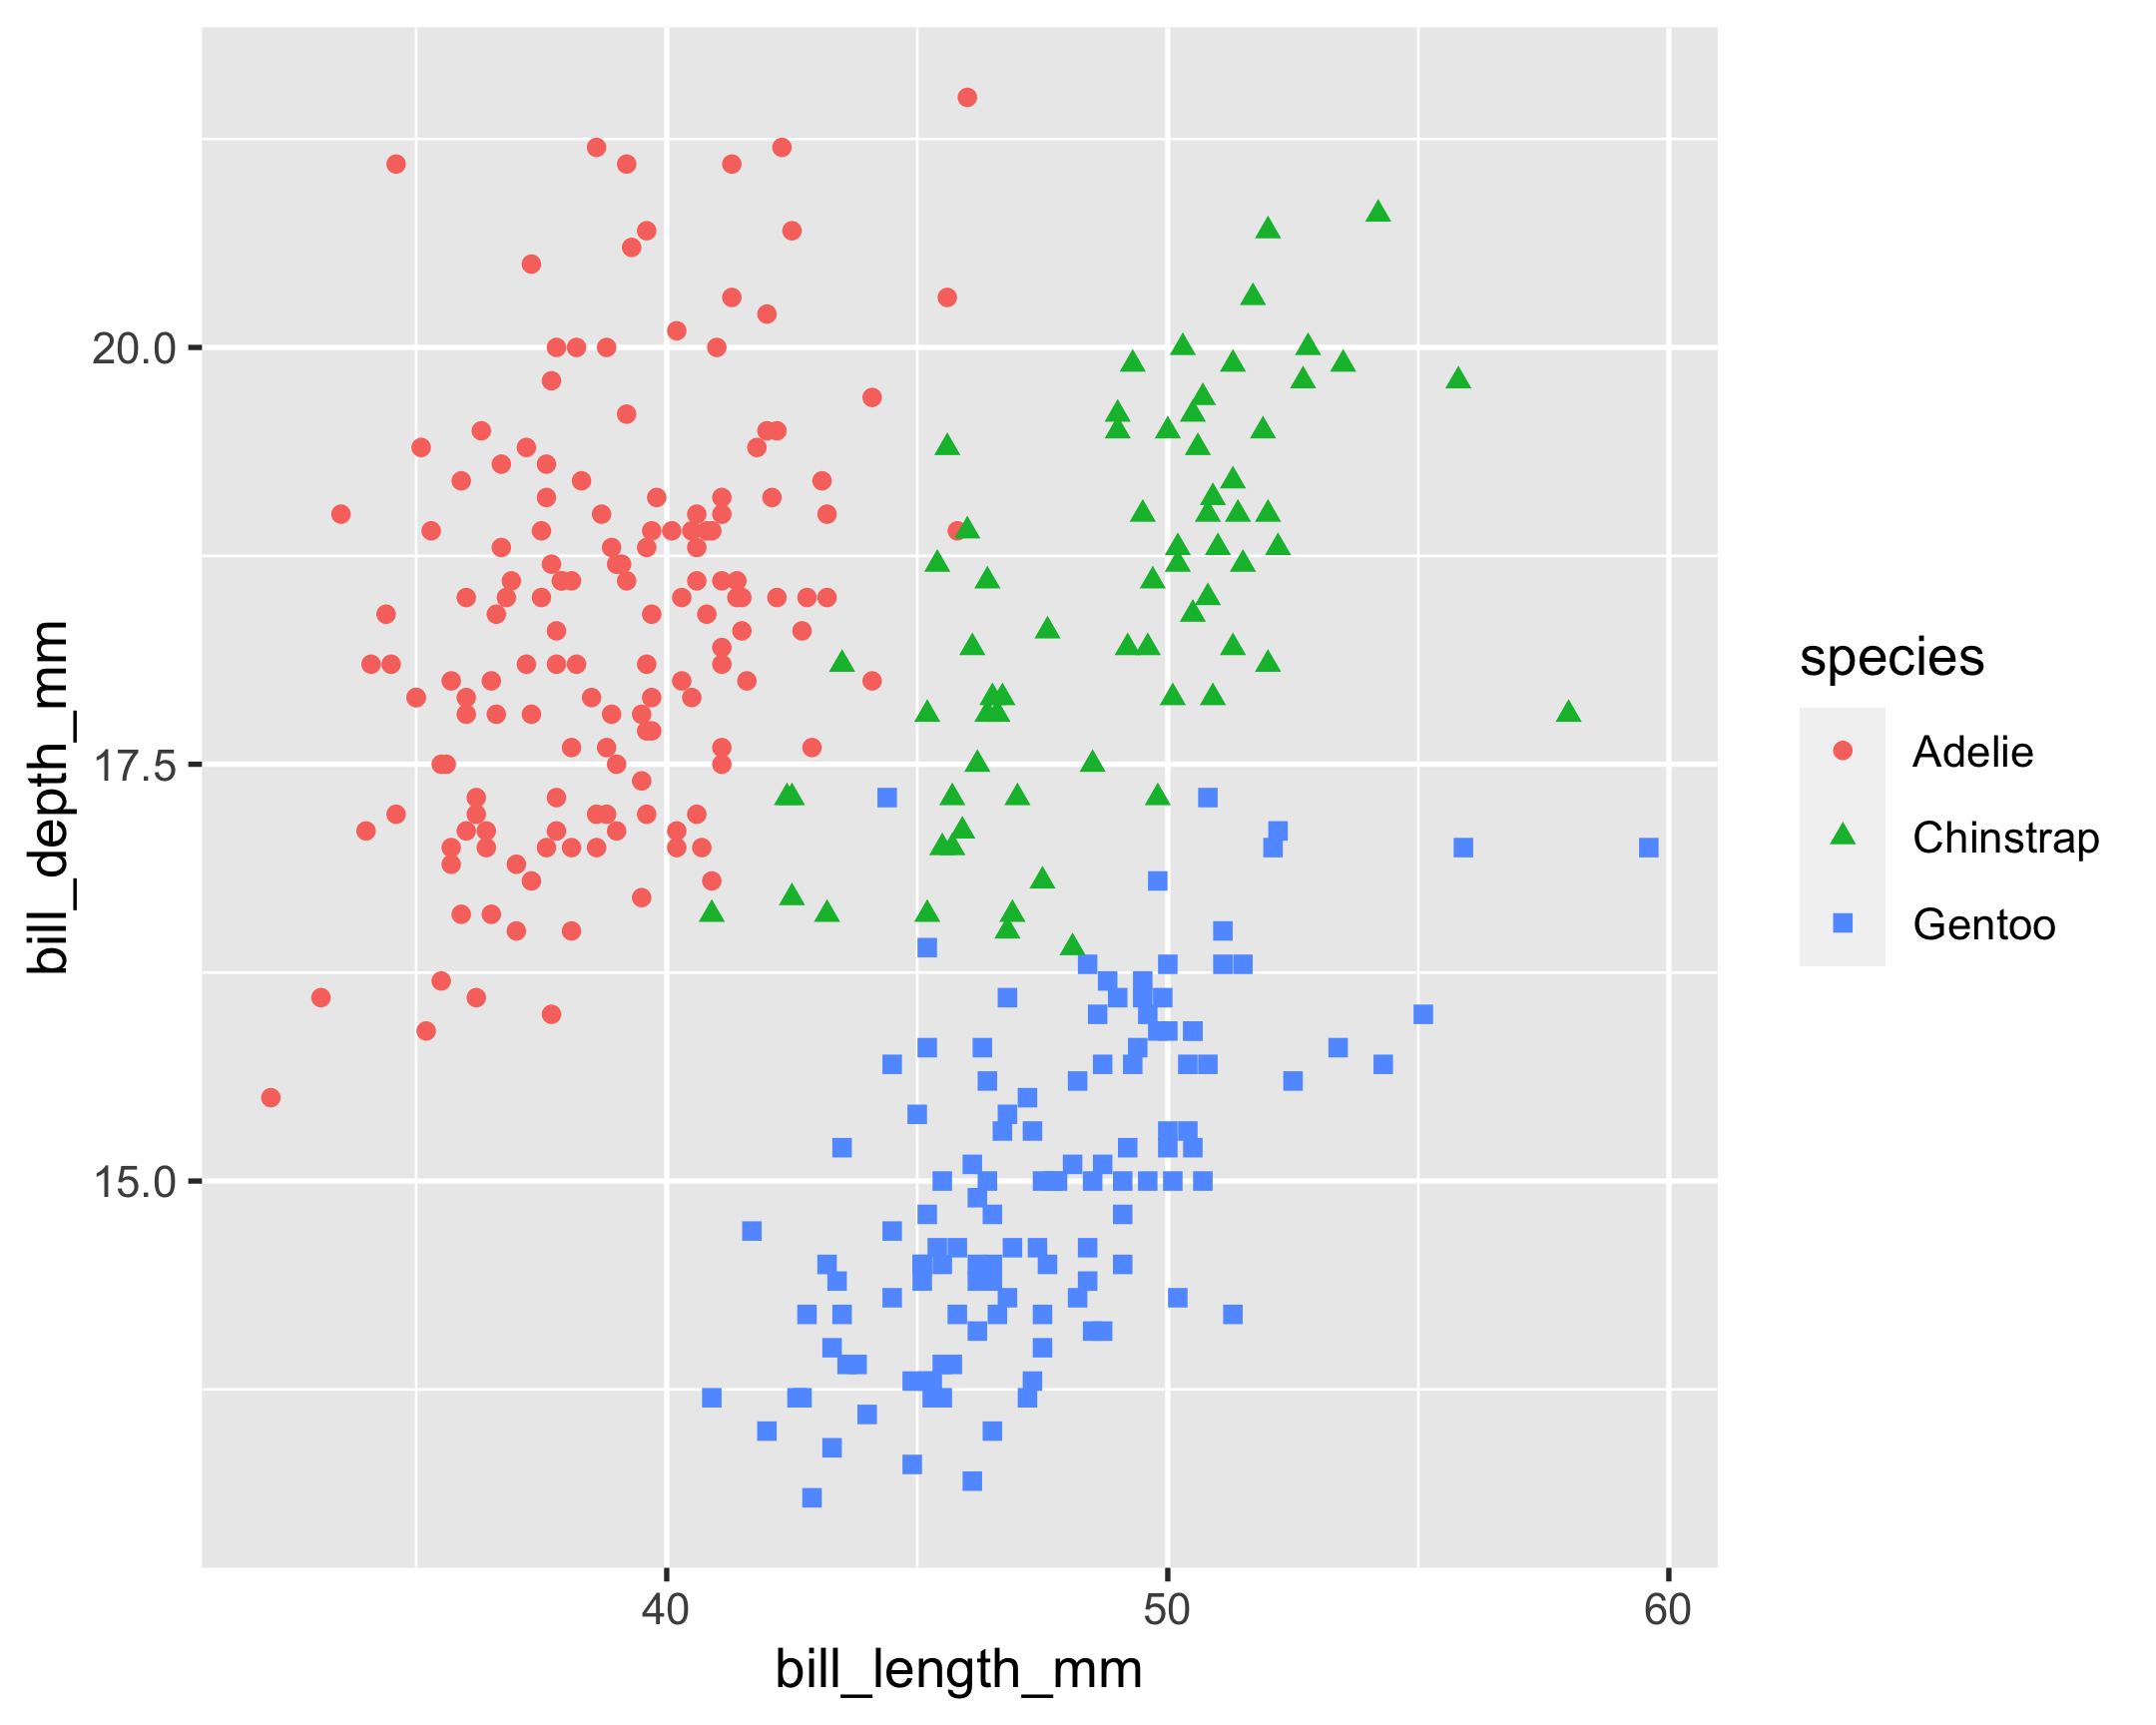 20.0
17.5
15.0
bill_depth_mm
40
50
60
bill_length_mm
species
Adelie
Chinstrap
Gentoo